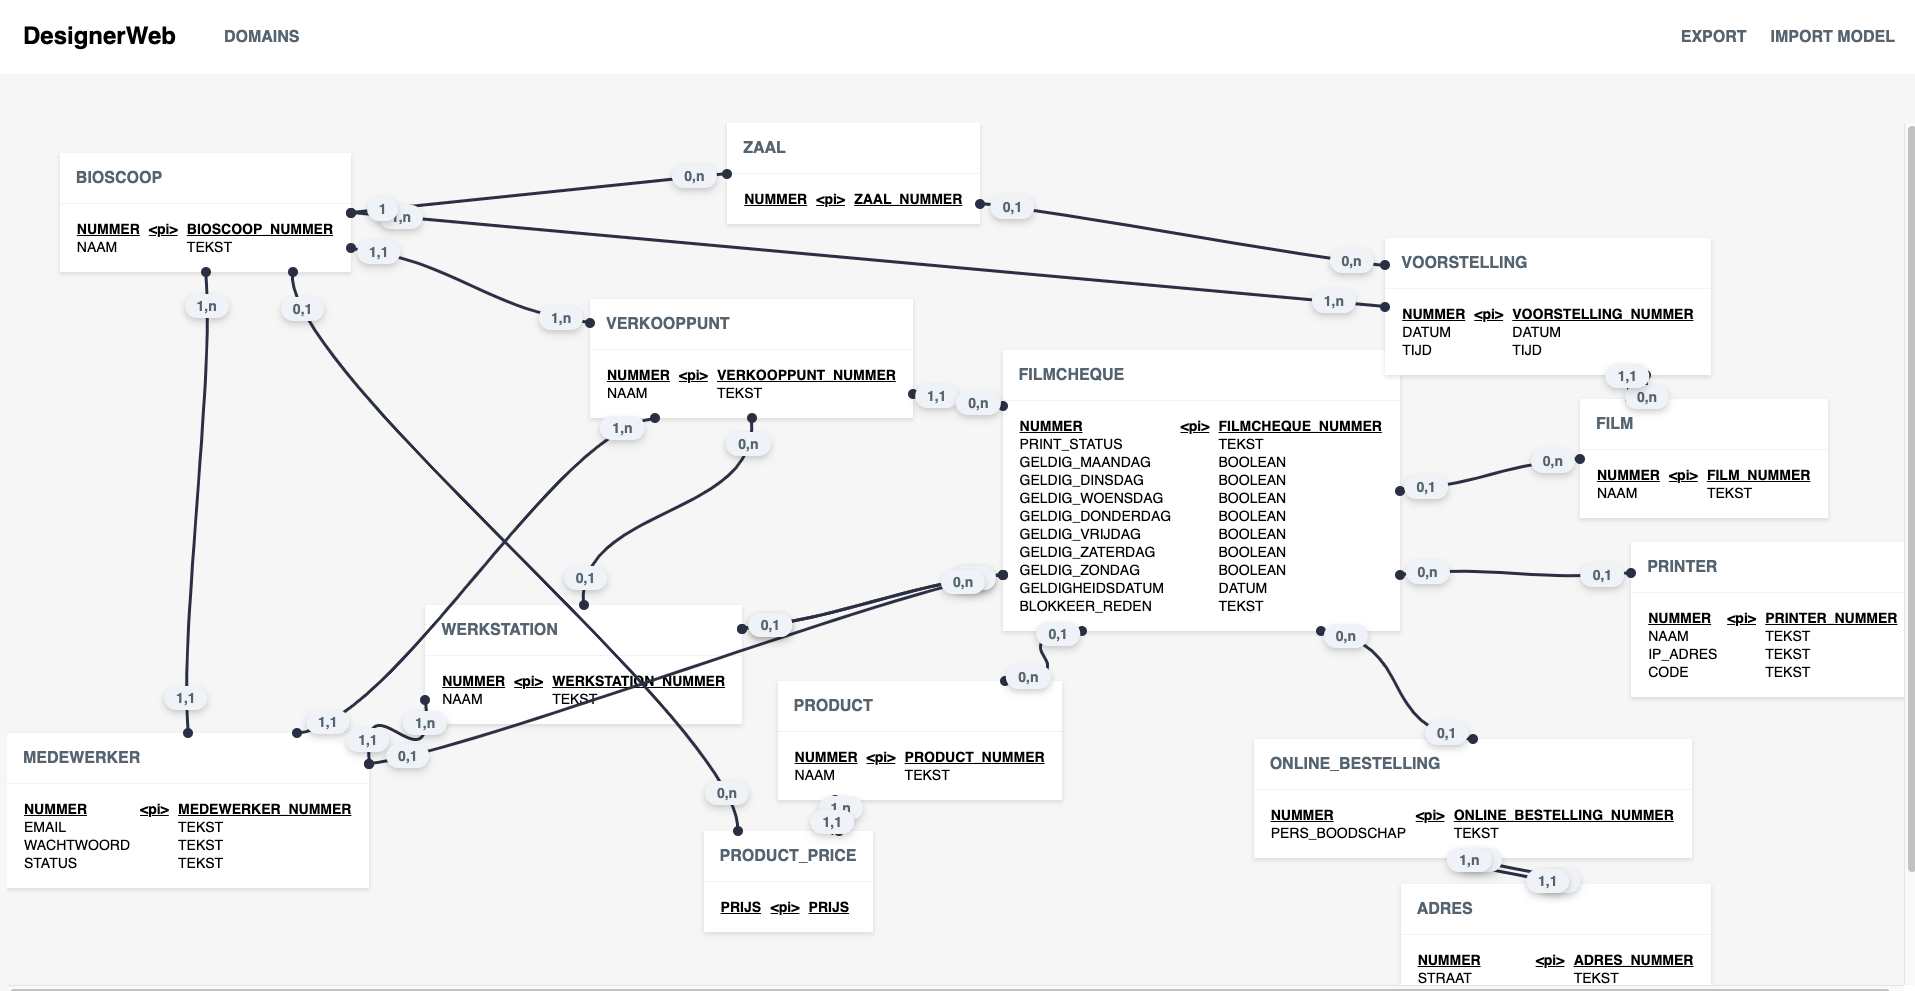 DesignerWeb DOMAINS EXPORT IMPORT MODEL
BIOSCOOP
NUMMER <pi> BIOSCOOP_NUMMER
NAAM TEKST
ZAAL
NUMMER <pi> ZAAL_NUMMER
VOORSTELLING
NUMMER <pi> VOORSTELLING_NUMMER
DATUM DATUM
TIJD TIJD
VERKOOPPUNT
NUMMER <pi> VERKOOPPUNT_NUMMER
NAAM TEKST
FILMCHEQUE
NUMMER <pi> FILMCHEQUE_NUMMER
PRINT_STATUS TEKST
GELDIG_MAANDAG BOOLEAN
GELDIG_DINSDAG BOOLEAN
GELDIG_WOENSDAG BOOLEAN
GELDIG_DONDERDAG BOOLEAN
GELDIG_VRIJDAG BOOLEAN
GELDIG_ZATERDAG BOOLEAN
GELDIG_ZONDAG BOOLEAN
GELDIGHEIDSDATUM DATUM
BLOKKEER_REDEN TEKST
FILM
NUMMER <pi> FILM_NUMMER
NAAM TEKST
PRINTER
NUMMER <pi> PRINTER_NUMMER
NAAM TEKST
IP_ADRES TEKST
CODE TEKST
WERKSTATION
NUMMER <pi> WERKSTATION_NUMMER
NAAM TEKST
PRODUCT
NUMMER <pi> PRODUCT_NUMMER
NAAM TEKST
MEDEWERKER
NUMMER <pi> MEDEWERKER_NUMMER
EMAIL TEKST
WACHTWOORD TEKST
STATUS TEKST
PRODUCT_PRICE
PRIJS <pi> PRIJS
ONLINE_BESTELLING
NUMMER <pi> ONLINE_BESTELLING_NUMMER
PERS_BOODSCHAP TEKST
ADRES
NUMMER <pi> ADRES_NUMMER
STRAAT TEKST
0,n
1
1,n
0,1
1,1
0,n
1,n
1,n
0,1
1,n
1,1
0,n
1,1
0,n
1,n
0,n
0,n
0,1
0,n
0,1
0,1
0,n
0,1
0,1
0,n
0,n
1,1
1,1
1,n
1,1
0,1
0,1
0,n
1,n
1,1
1,n
1,1